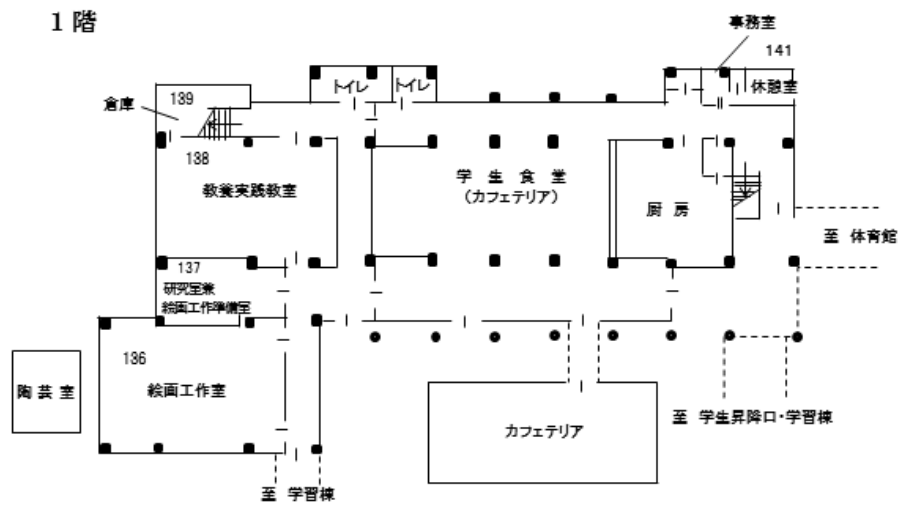 1階
事務室
141
トイレ
トイレ
休憩室
139
倉庫
138
教養実践教室
学生食堂
(カフェテリア)
厨房
至 体育館
137
研究室兼
絵画工作準備室
136
絵画工作室
陶芸室
カフェテリア
至 学生昇降口・学習棟
至 学習棟